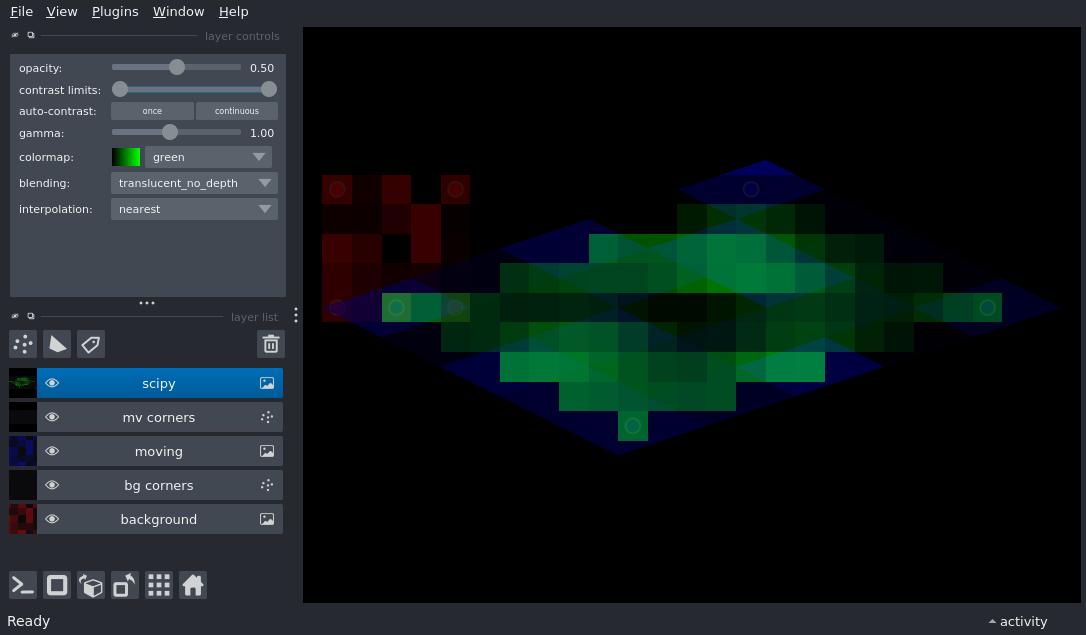 File View Plugins Window Help
layer controls
opacity: 0.50
contrast limits:
auto-contrast: once continuous
gamma: 1.00
colormap: green
blending: translucent_no_depth
interpolation: nearest
layer list
scipy
mv corners
moving
bg corners
background
Ready
activity